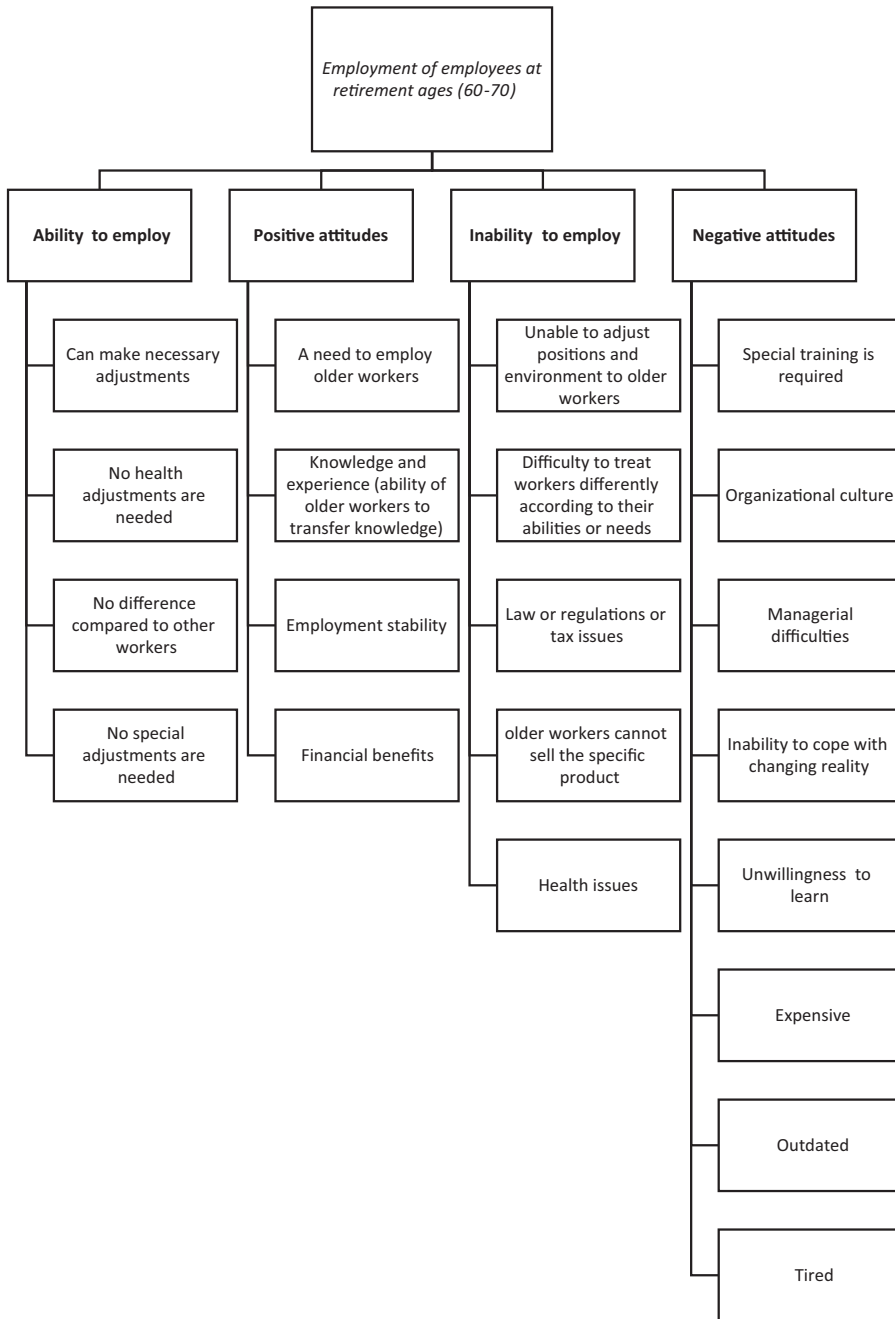 Employment of employees at
retirement ages (60-70)
Ability to employ
Positive attitudes
Inability to employ
Negative attitudes
Can make necessary
adjustments
No health
adjustments are
needed
No difference
compared to other
workers
No special
adjustments are
needed
A need to employ
older workers
Knowledge and
experience (ability of
older workers to
transfer knowledge)
Employment stability
Financial benefits
Unable to adjust
positions and
environment to older
workers
Difficulty to treat
workers differently
according to their
abilities or needs
Law or regulations or
tax issues
older workers cannot
sell the specific
product
Health issues
Special training is
required
Organizational culture
Managerial
difficulties
Inability to cope with
changing reality
Unwillingness to
learn
Expensive
Outdated
Tired